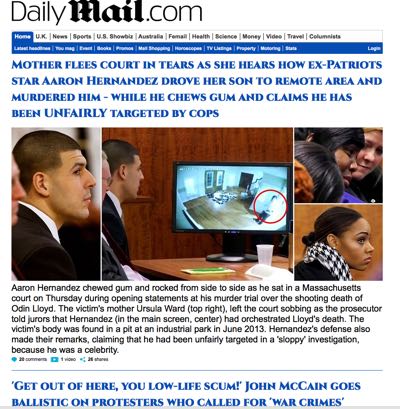 Daily Mail.com
Home U.K. News Sports U.S. Showbiz Australia Femail Health Science Money Video Travel Columnists
Latest headlines You mag Event Books Promos Mail Shopping Horoscopes TV Listings Property Motoring Stats Login
Mother flees court in tears as she hears how ex-Patriots
star Aaron Hernandez drove her son to remote area and
murdered him - while he chews gum and claims he has
been UNFAIRLY targeted by cops
Aaron Hernandez chewed gum and rocked from side to side as he sat in a Massachusetts
court on Thursday during opening statements at his murder trial over the shooting death of
Odin Lloyd. The victim's mother Ursula Ward (top right), left the court sobbing as the prosecutor
told jurors that Hernandez (in the main screen, center) had orchestrated Lloyd's death. The
victim's body was found in a pit at an industrial park in June 2013. Hernandez's defense also
made their remarks, claiming that he had been unfairly targeted in a 'sloppy' investigation,
because he was a celebrity.
20 comments 1 video 26 shares
'Get out of here, you low-life scum!' John McCain goes
ballistic on protesters who called for 'war crimes'